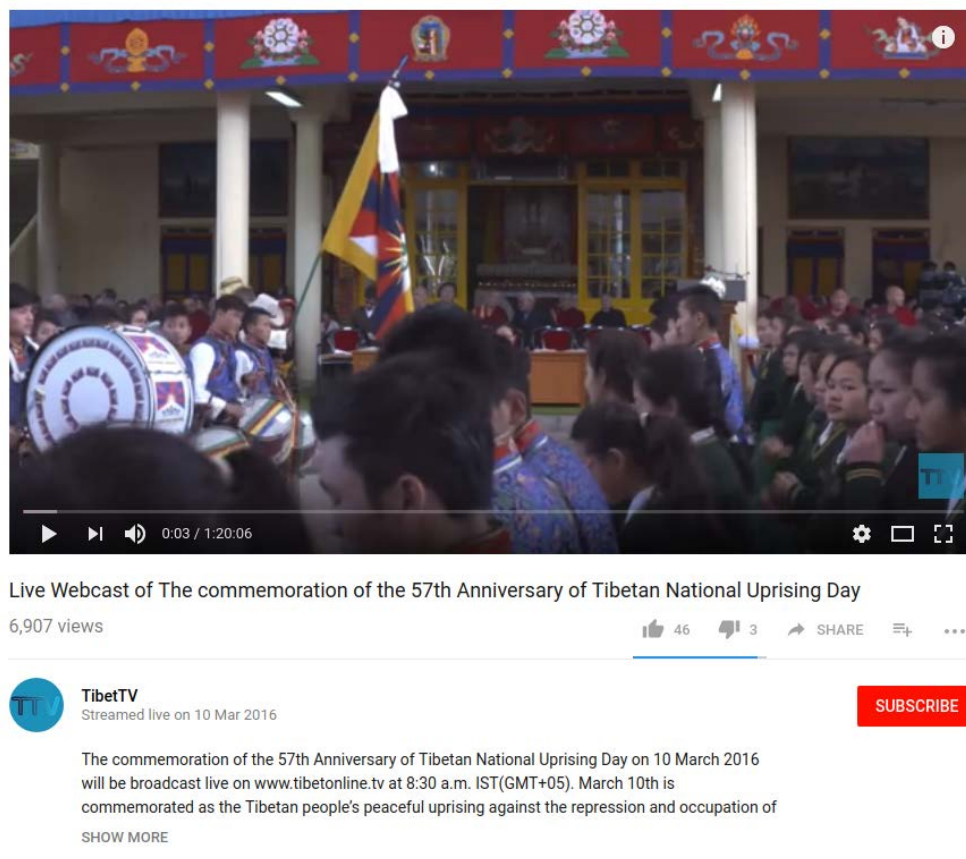 TTV
0:03 / 1:20:06
Live Webcast of The commemoration of the 57th Anniversary of Tibetan National Uprising Day
6,907 views
46 3 SHARE
TTV
TibetTV
Streamed live on 10 Mar 2016
SUBSCRIBE
The commemoration of the 57th Anniversary of Tibetan National Uprising Day on 10 March 2016
will be broadcast live on www.tibetonline.tv at 8:30 a.m. IST(GMT+05). March 10th is
commemorated as the Tibetan people's peaceful uprising against the repression and occupation of
SHOW MORE